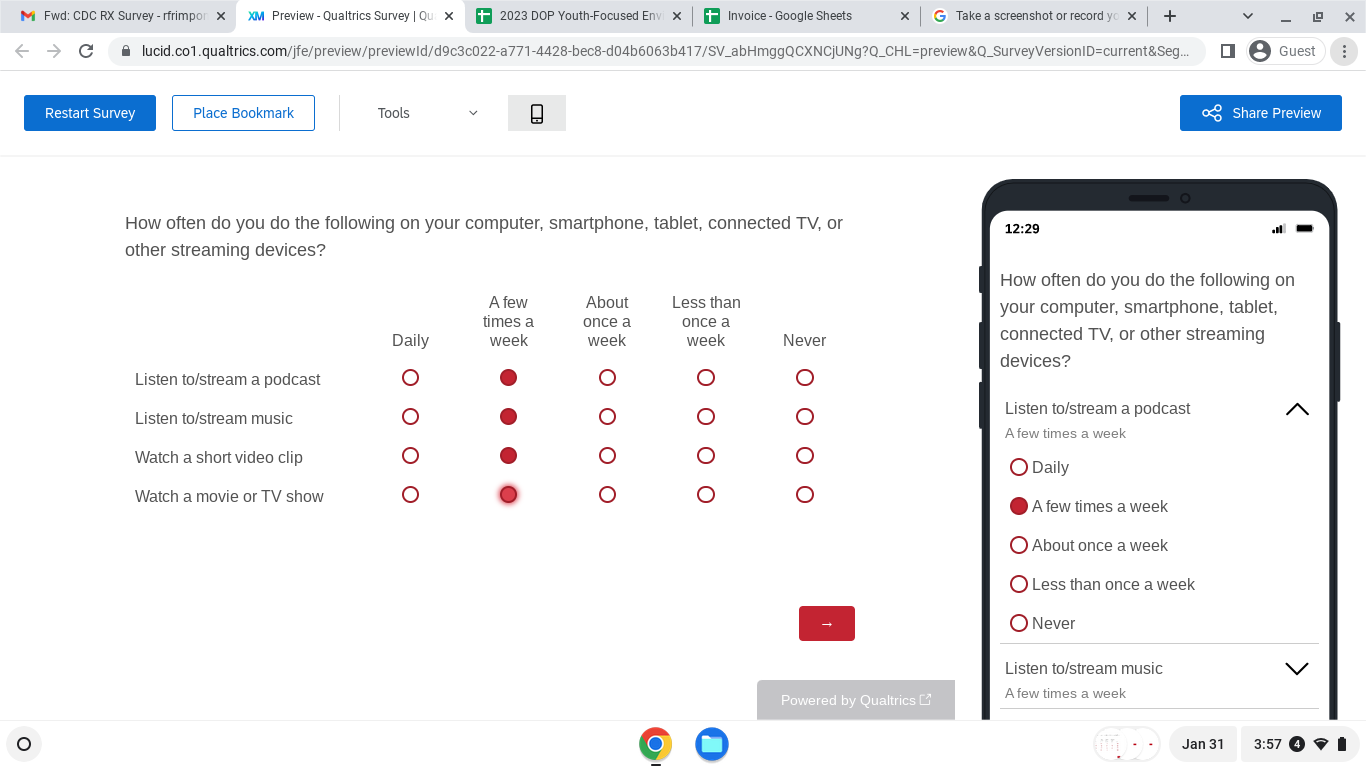 Fwd: CDC RX Survey - rfrimpon
Preview - Qualtrics Survey | Qu
2023 DOP Youth-Focused Envi
Invoice - Google Sheets
Take a screenshot or record yo
lucid.co1.qualtrics.com/jfe/preview/previewId/d9c3c022-a771-4428-bec8-d04b6063b417/SV_abHmggQCXNCjUNg?Q_CHL=preview&Q_SurveyVersionID=current&Seg...
Guest
Restart Survey
Place Bookmark
Tools
Share Preview
How often do you do the following on your computer, smartphone, tablet, connected TV, or
other streaming devices?
Daily
A few
times a
week
About
once a
week
Less than
once a
week
Never
Listen to/stream a podcast
Listen to/stream music
Watch a short video clip
Watch a movie or TV show
→
Powered by Qualtrics
12:29
How often do you do the following on
your computer, smartphone, tablet,
connected TV, or other streaming
devices?
Listen to/stream a podcast
A few times a week
Daily
A few times a week
About once a week
Less than once a week
Never
Listen to/stream music
A few times a week
Jan 31
3:57
4